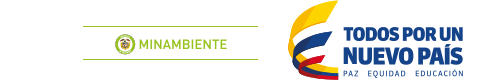 MINAMBIENTE
TODOS POR UN
NUEVO PAÍS
PAZ EQUIDAD EDUCACIÓN